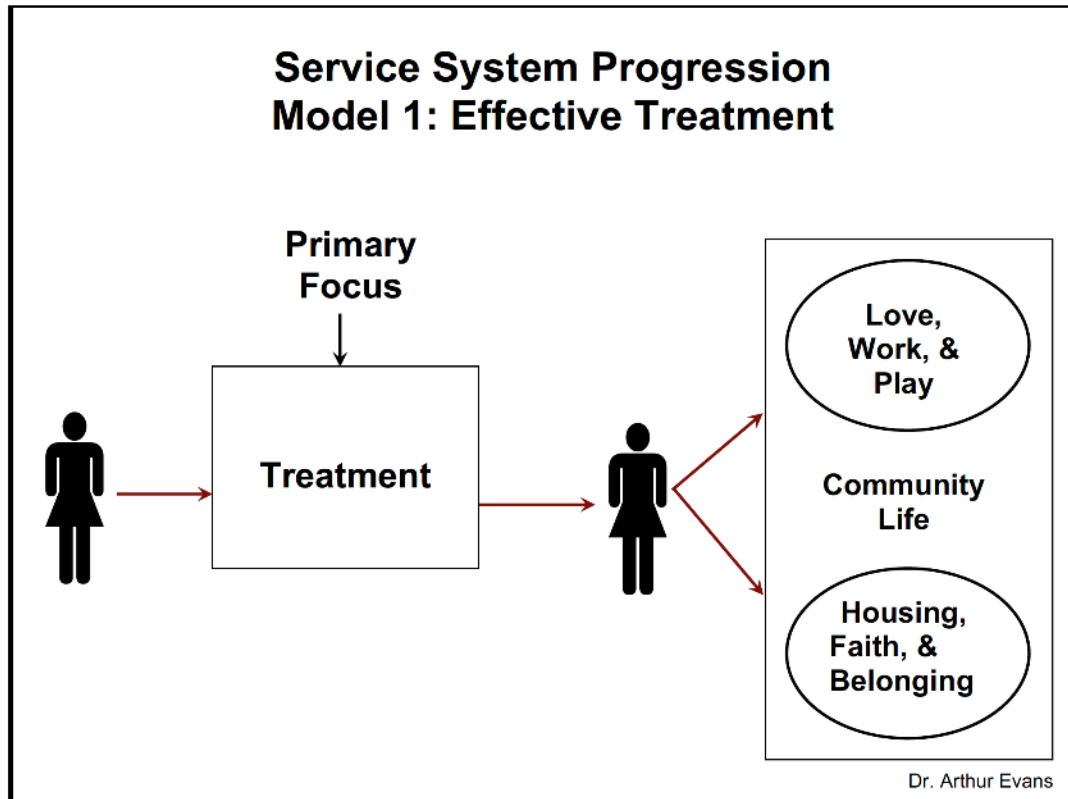 Service System Progression
Model 1: Effective Treatment
Primary
Focus
Treatment
Love,
Work, &
Play
Community
Life
Housing,
Faith, &
Belonging
Dr. Arthur Evans